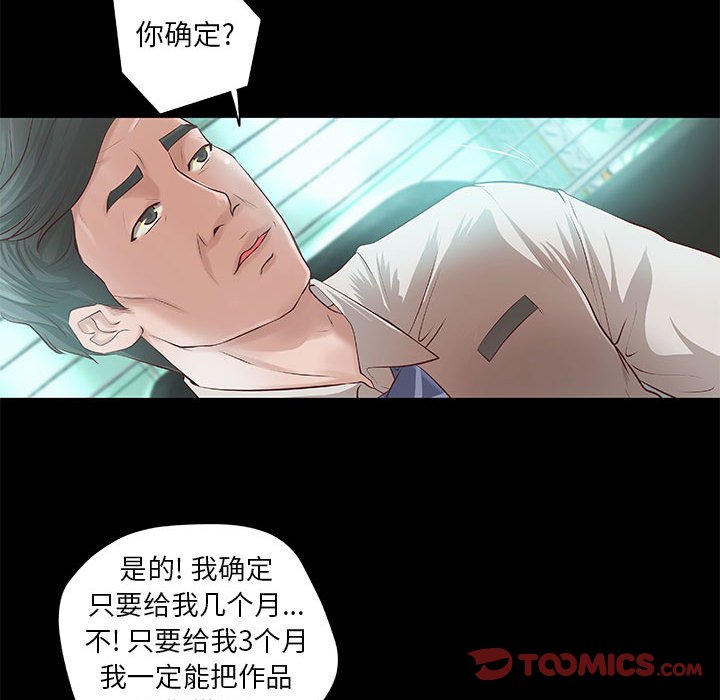 你确定?
是的! 我确定
只要给我几个月...
不! 只要给我3个月
我一定能把作品
TOOMICS.COM